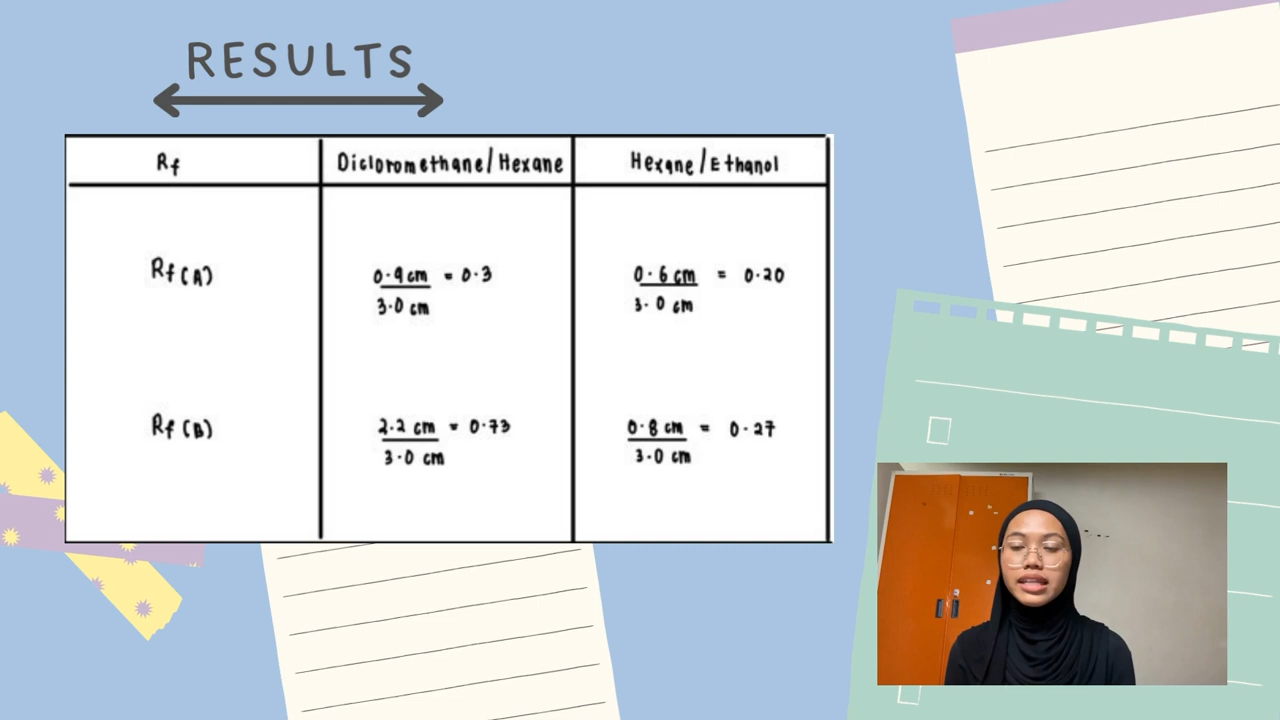 RESULTS
Rf Dicloromethane/Hexane Hexane/Ethanol
Rf(A) 0.9cm = 0.3 0.6 cm = 0.20
3.0 cm 3.0 cm
Rf(B) 2.2 cm = 0.73 0.8 cm = 0.27
3.0 cm 3.0 cm